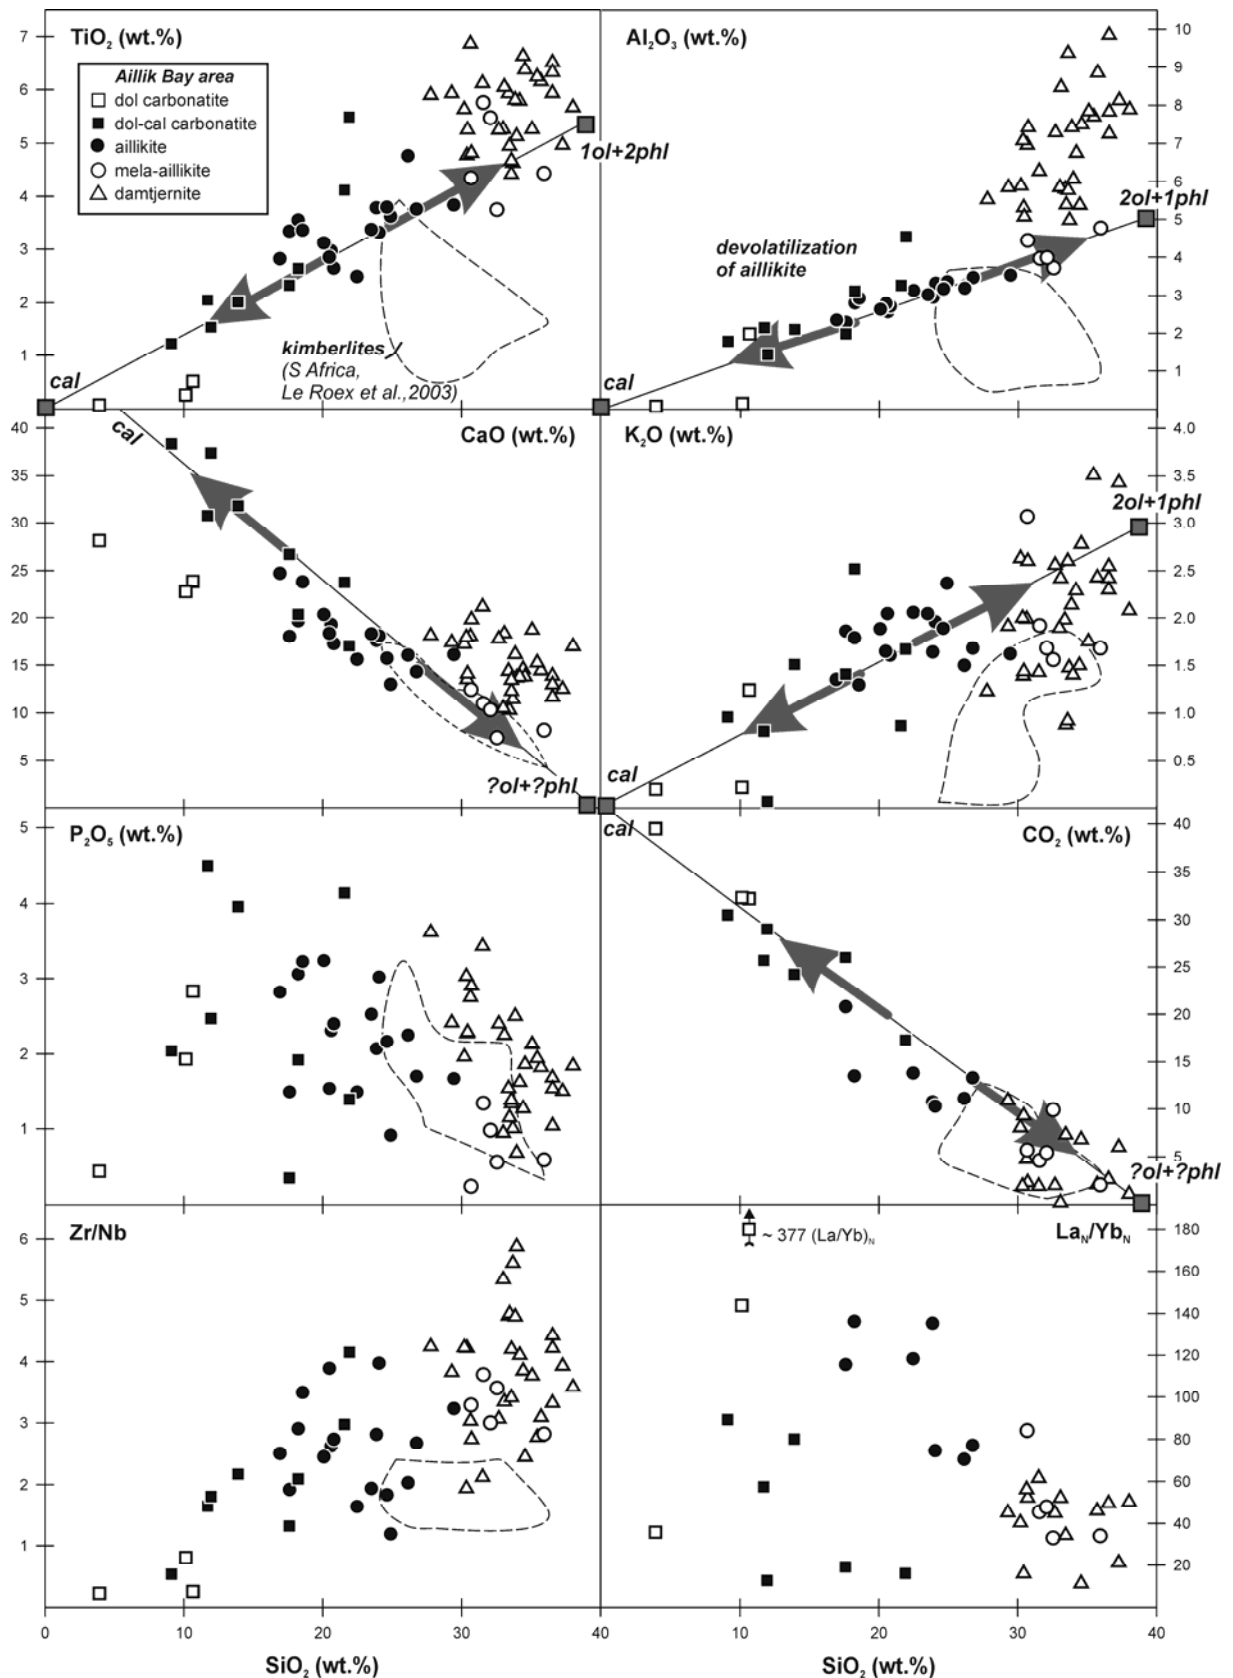 TiO₂ (wt.%)
7
6
5
4
3
2
1
0
Aillik Bay area
dol carbonatite
dol-cal carbonatite
aillikite
mela-aillikite
damtjernite
1ol+2phl
kimberlites
(S Africa,
Le Roex et al.,2003)
cal
Al₂O₃ (wt.%)
10
9
8
7
6
5
4
3
2
1
2ol+1phl
devolatilization
of aillikite
cal
CaO (wt.%)
40
35
30
25
20
15
10
5
cal
?ol+?phl
K₂O (wt.%)
4.0
3.5
3.0
2.5
2.0
1.5
1.0
0.5
2ol+1phl
cal
P₂O₅ (wt.%)
5
4
3
2
1
CO₂ (wt.%)
40
35
30
25
20
15
10
5
cal
?ol+?phl
Zr/Nb
6
5
4
3
2
1
LaN/YbN
~ 377 (La/Yb)N
180
160
140
120
100
80
60
40
20
0 10 20 30 40
SiO₂ (wt.%)
10 20 30 40
SiO₂ (wt.%)